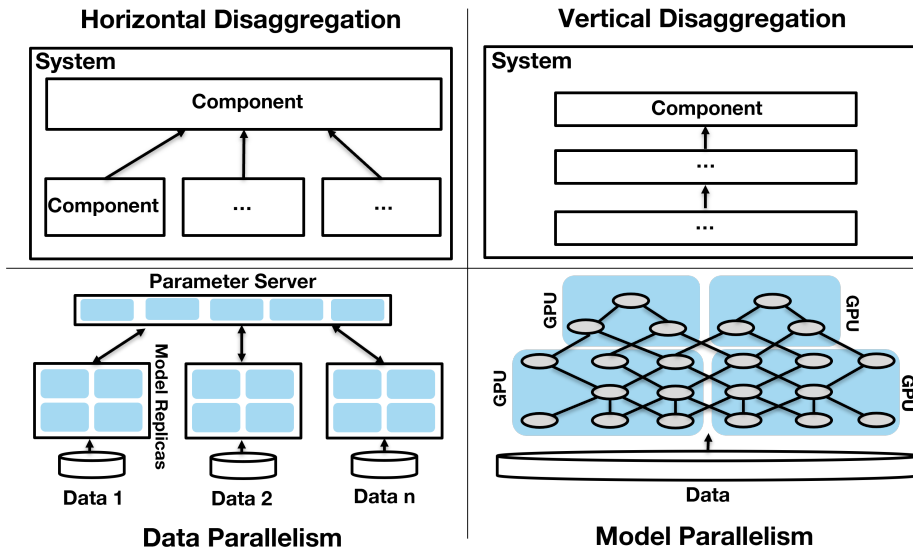 Horizontal Disaggregation
System
Component
Component
...
...
Vertical Disaggregation
System
Component
...
...
Parameter Server
Model Replicas
Data 1
Data 2
Data n
Data Parallelism
GPU
GPU
GPU
GPU
Data
Model Parallelism